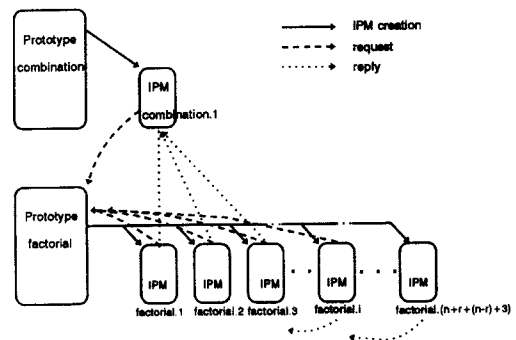 Prototype
combination
IPM creation
request
reply
IPM
combination.1
Prototype
factorial
IPM
IPM
IPM
IPM
IPM
factorial.1
factorial.2
factorial.3
factorial.i
factorial.(n+r+(n-r)+3)